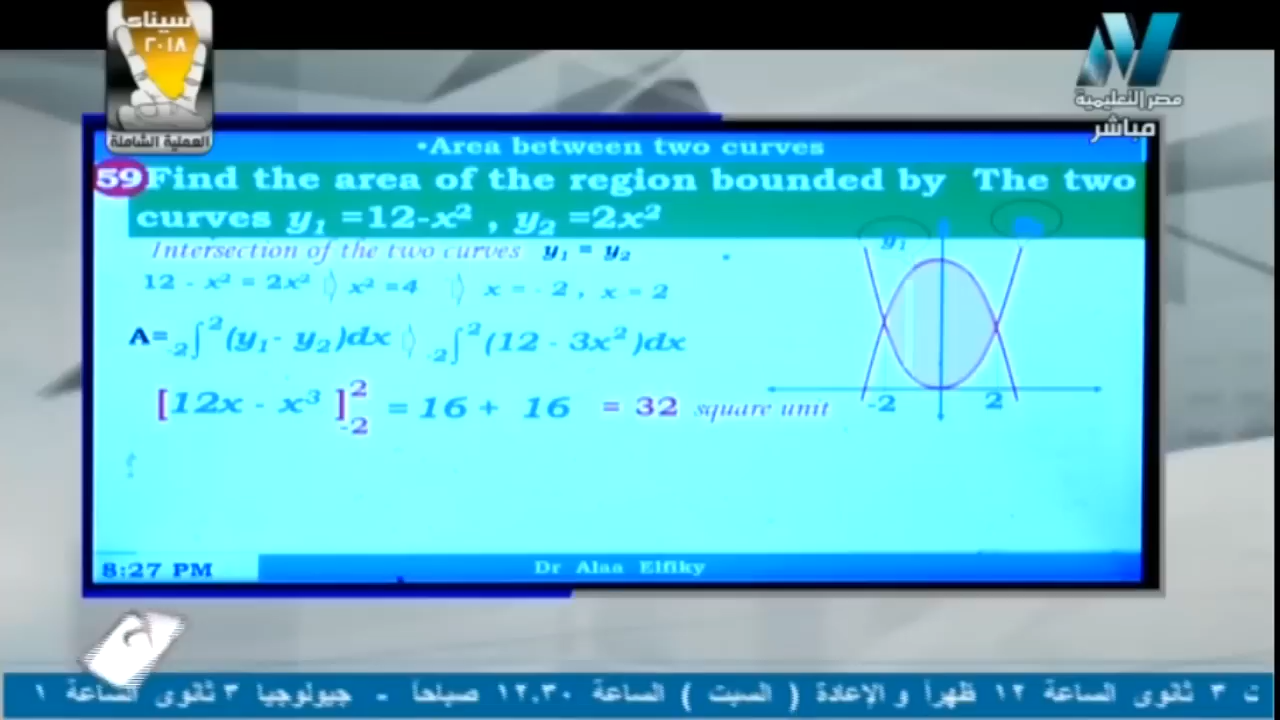 سيناء
٢٠١٨
العملية الشاملة
مصر التعليمية
مباشر
•Area between two curves
59 Find the area of the region bounded by The two
curves y₁ =12-x² , y₂ =2x²
Intersection of the two curves y₁ = y₂
12 - x² = 2x² ⟩ x² =4 ⟩ x = - 2 , x = 2
A= ₋₂∫² (y₁- y₂)dx ⟩ ₋₂∫² (12 - 3x² )dx
[12x - x³ ]²₋₂ = 16 + 16 = 32 square unit
y₁
-2 2
8:27 PM
Dr Alaa Elfiky
ت ٣ ثانوى الساعة ١٢ ظهراً و الإعادة ( السبت ) الساعة ١٢.٣٠ صباحاً - جيولوجيا ٣ ثانوى الساعة ١